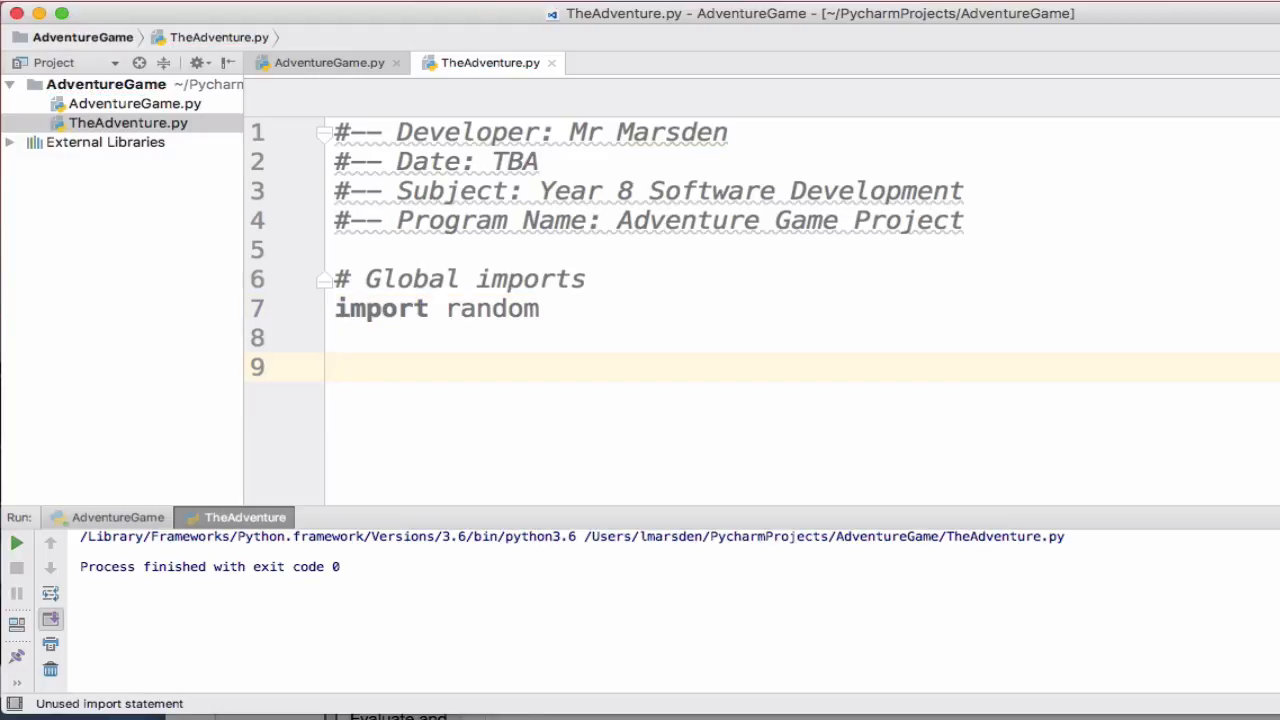 TheAdventure.py - AdventureGame - [~/PycharmProjects/AdventureGame]
AdventureGame
TheAdventure.py
Project
AdventureGame.py
TheAdventure.py
AdventureGame ~/Pycharm
AdventureGame.py
TheAdventure.py
External Libraries
1 #-- Developer: Mr Marsden
2 #-- Date: TBA
3 #-- Subject: Year 8 Software Development
4 #-- Program Name: Adventure Game Project
5
6 # Global imports
7 import random
8
9
Run: AdventureGame TheAdventure
/Library/Frameworks/Python.framework/Versions/3.6/bin/python3.6 /Users/lmarsden/PycharmProjects/AdventureGame/TheAdventure.py
Process finished with exit code 0
Unused import statement
Evaluate and